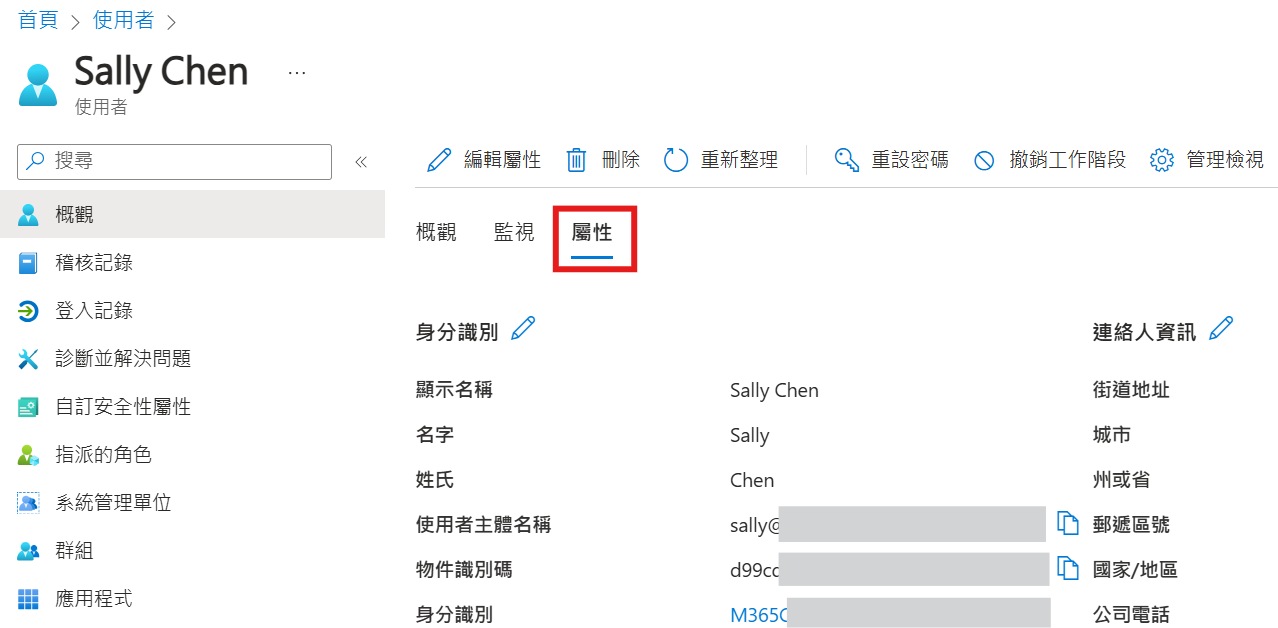 首頁 > 使用者 >
Sally Chen ...
使用者
搜尋 «
編輯屬性 刪除 重新整理 重設密碼 撤銷工作階段 管理檢視
概觀
稽核記錄
登入記錄
診斷並解決問題
自訂安全性屬性
指派的角色
系統管理單位
群組
應用程式
概觀 監視 屬性
身分識別
顯示名稱 Sally Chen
名字 Sally
姓氏 Chen
使用者主體名稱 sally@
物件識別碼 d99cc
身分識別 M365
連絡人資訊
街道地址
城市
州或省
郵遞區號
國家/地區
公司電話